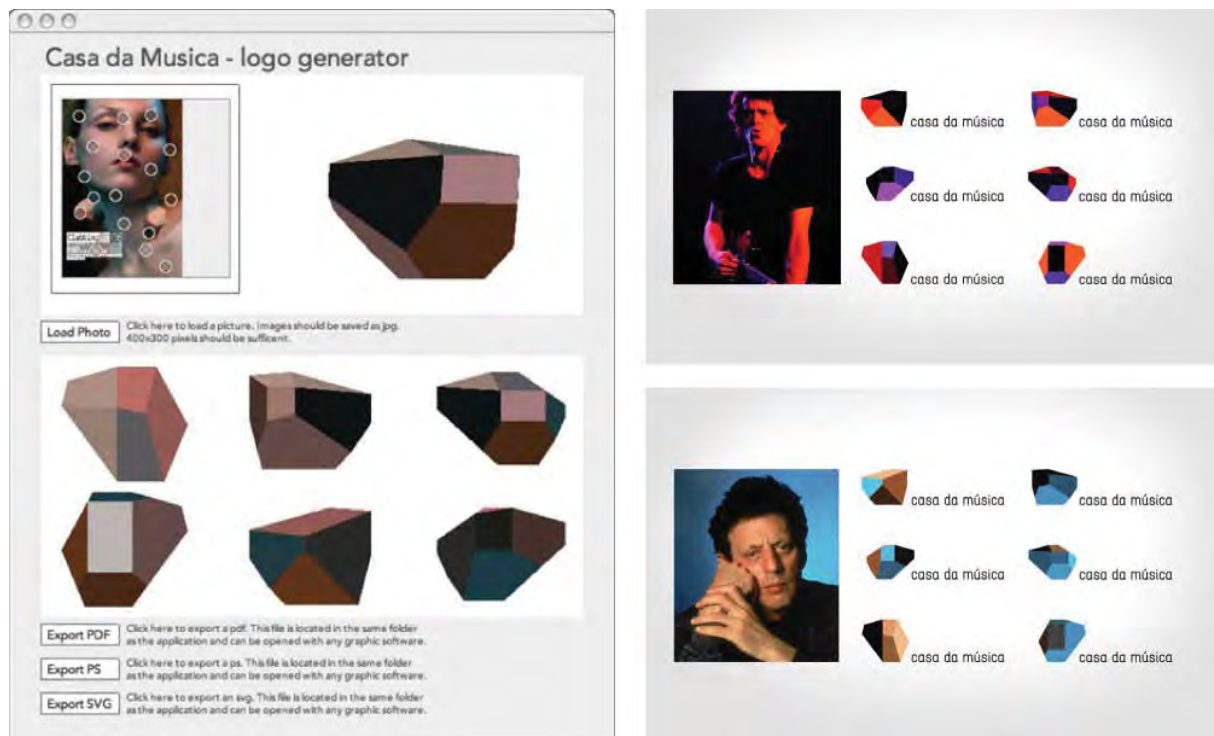 Casa da Musica - logo generator
Load Photo
Click here to load a picture. Images should be saved as jpg.
400x300 pixels should be sufficent.
Export PDF
Click here to export a pdf. This file is located in the same folder
as the application and can be opened with any graphic software.
Export PS
Click here to export a ps. This file is located in the same folder
as the application and can be opened with any graphic software.
Export SVG
Click here to export an svg. This file is located in the same folder
as the application and can be opened with any graphic software.
casa da música
casa da música
casa da música
casa da música
casa da música
casa da música
casa da música
casa da música
casa da música
casa da música
casa da música
casa da música